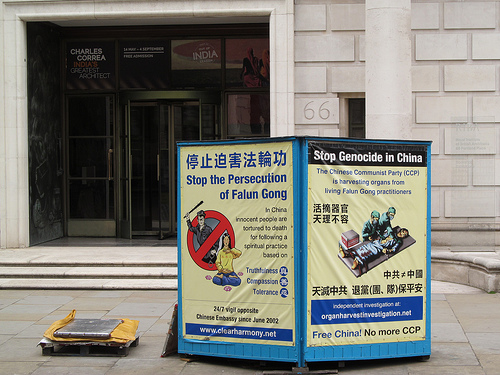 CHARLES
CORREA
INDIA'S
GREATEST
ARCHITECT
FREE ADMISSION
INDIA
66
停止迫害法輪功
Stop the Persecution
of Falun Gong
In China
innocent people are
tortured to death
for following a
spiritual practice
based on
Truthfulness 真
Compassion 善
Tolerance 忍
24/7 vigil opposite
Chinese Embassy since June 2002
www.clearharmony.net
Stop Genocide in China
The Chinese Communist Party (CCP)
is harvesting organs from
living Falun Gong practitioners
活摘器官
天理不容
中共≠中國
天滅中共 退黨(團、隊)保平安
Independent investigation at:
organharvestinvestigation.net
Free China! No more CCP